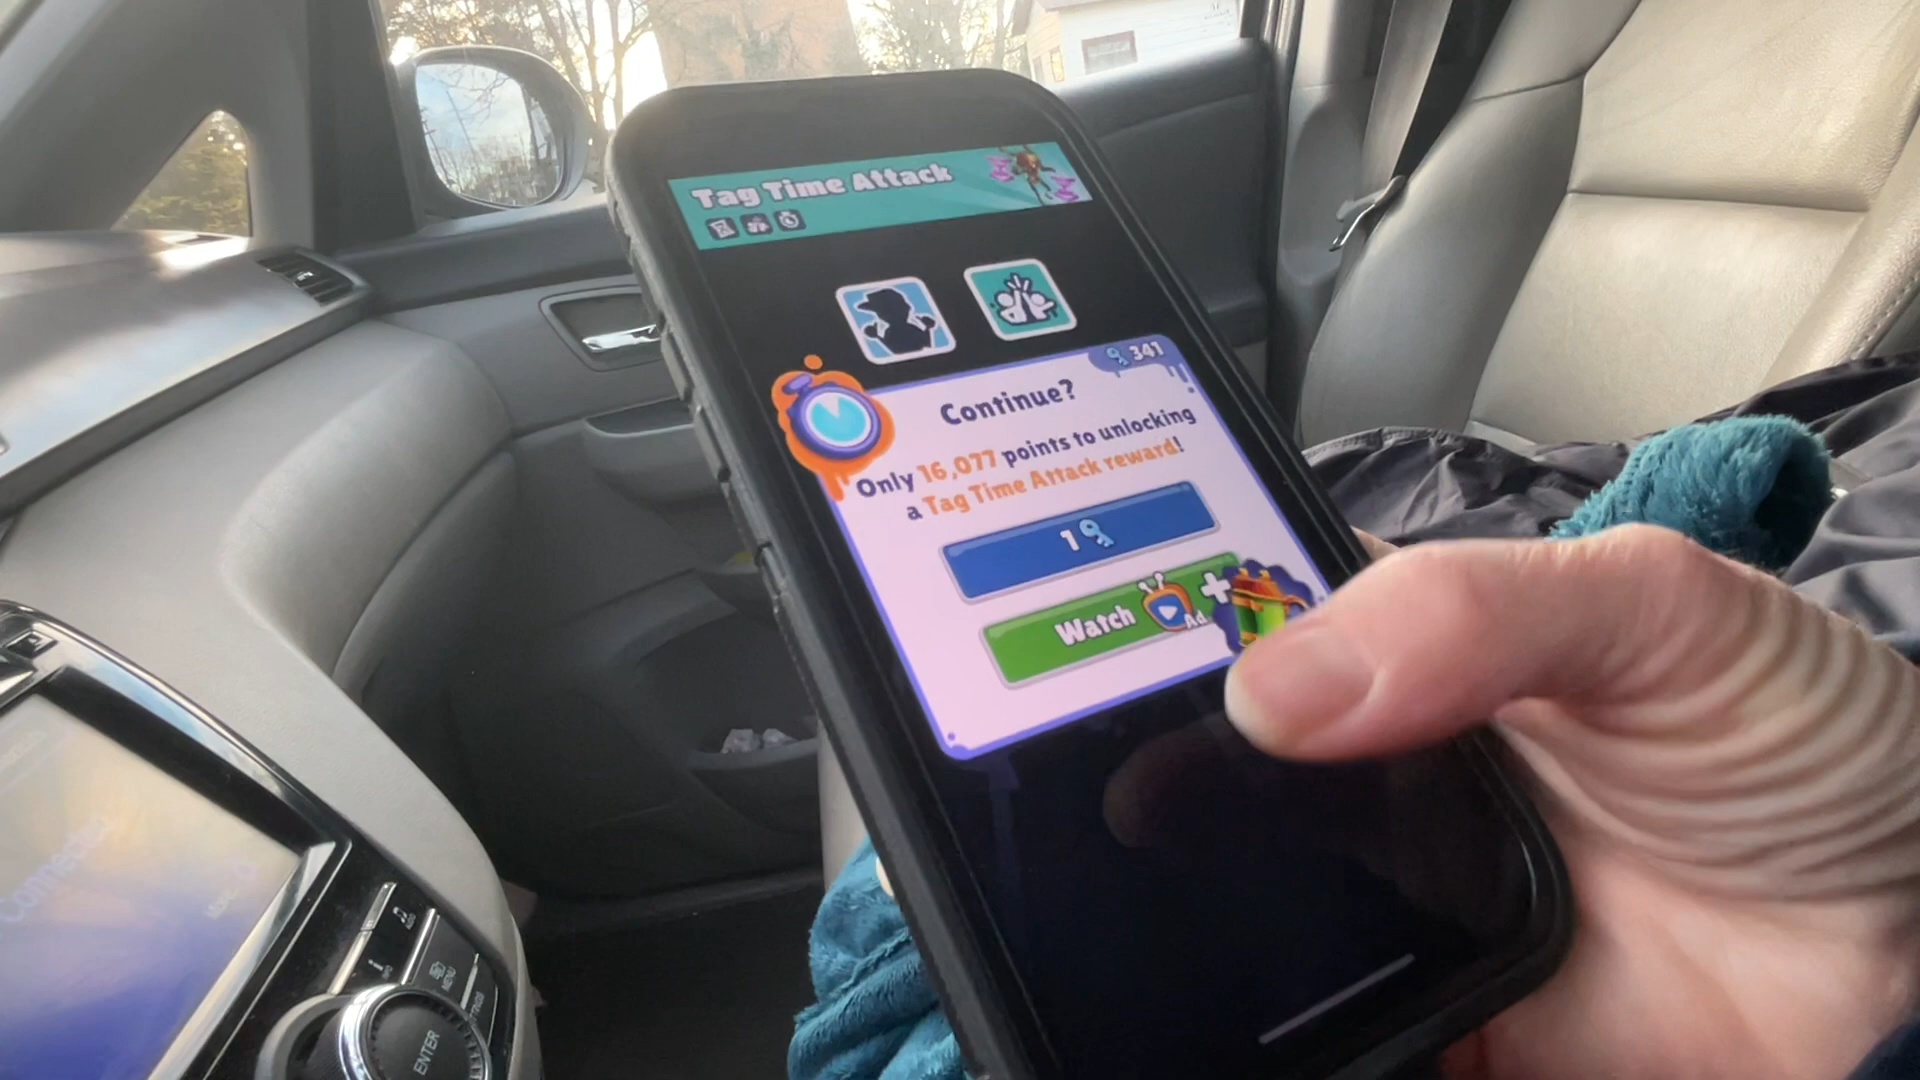 Tag Time Attack
341
Continue?
Only 16,077 points to unlocking
a Tag Time Attack reward!
1
Watch Ad +
MENU
ENTER